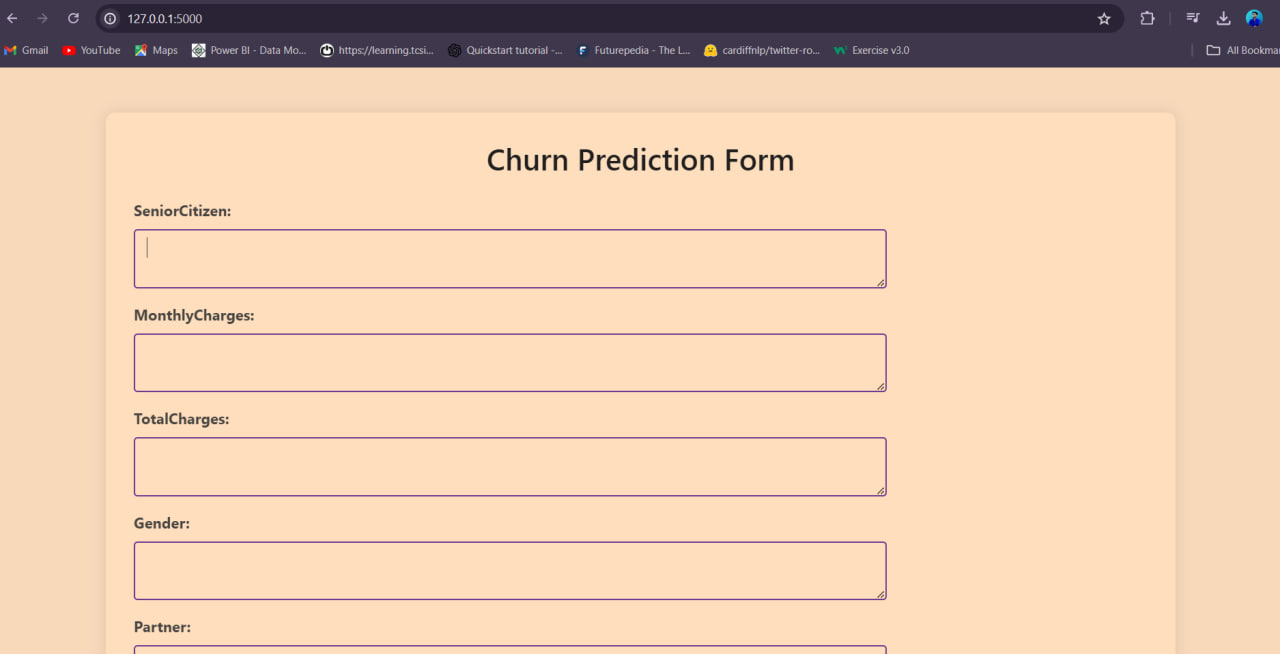 127.0.0.1:5000
Gmail YouTube Maps Power BI - Data Mo... https://learning.tcsi... Quickstart tutorial -... Futurepedia - The L... cardiffnlp/twitter-ro... Exercise v3.0 All Bookma
Churn Prediction Form
SeniorCitizen:
MonthlyCharges:
TotalCharges:
Gender:
Partner: